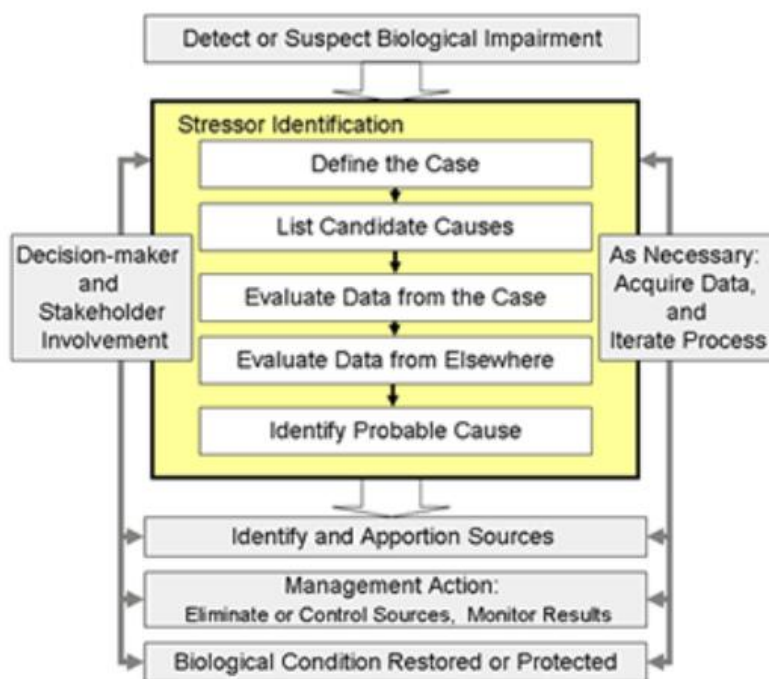 Detect or Suspect Biological Impairment
Stressor Identification
Define the Case
List Candidate Causes
Evaluate Data from the Case
Evaluate Data from Elsewhere
Identify Probable Cause
Decision-maker
and
Stakeholder
Involvement
As Necessary:
Acquire Data,
and
Iterate Process
Identify and Apportion Sources
Management Action:
Eliminate or Control Sources, Monitor Results
Biological Condition Restored or Protected